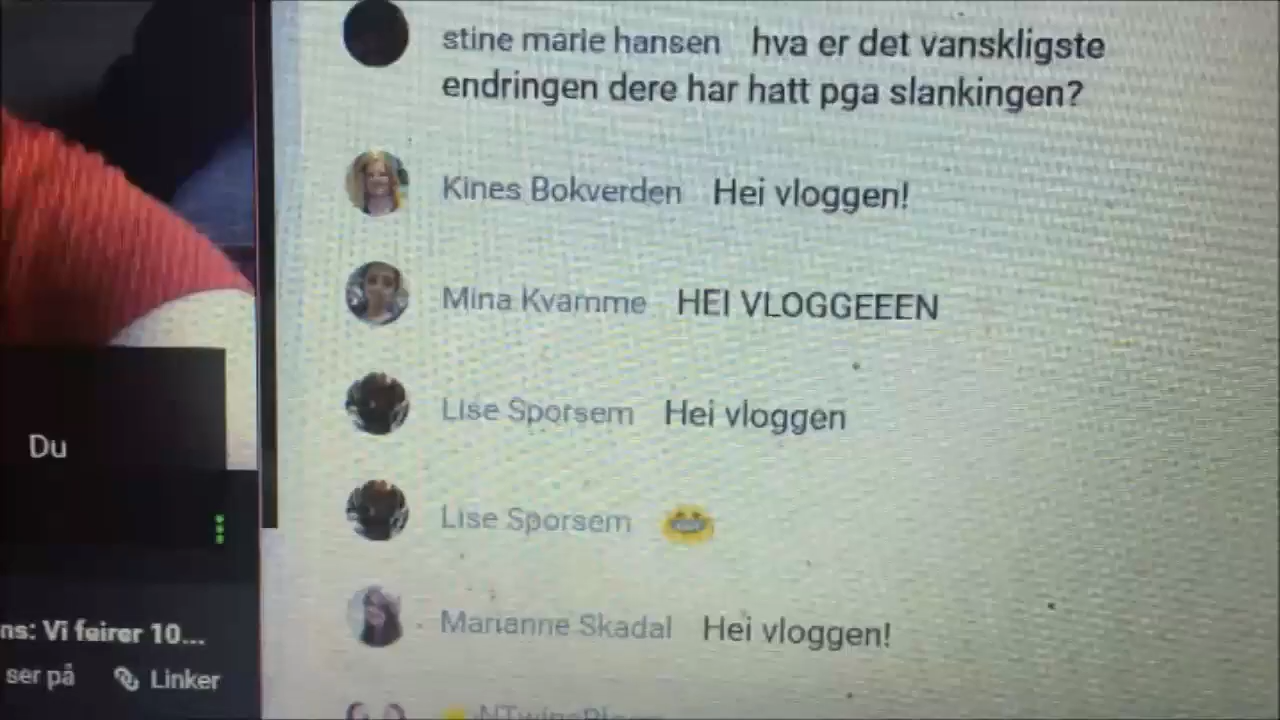 stine marie hansen hva er det vanskligste
endringen dere har hatt pga slankingen?
Kines Bokverden Hei vloggen!
Mina Kvamme HEI VLOGGEEEN
Lise Sporsem Hei vloggen
Lise Sporsem 😁
Marianne Skadal Hei vloggen!
Du
ns: Vi feirer 10...
ser på Linker